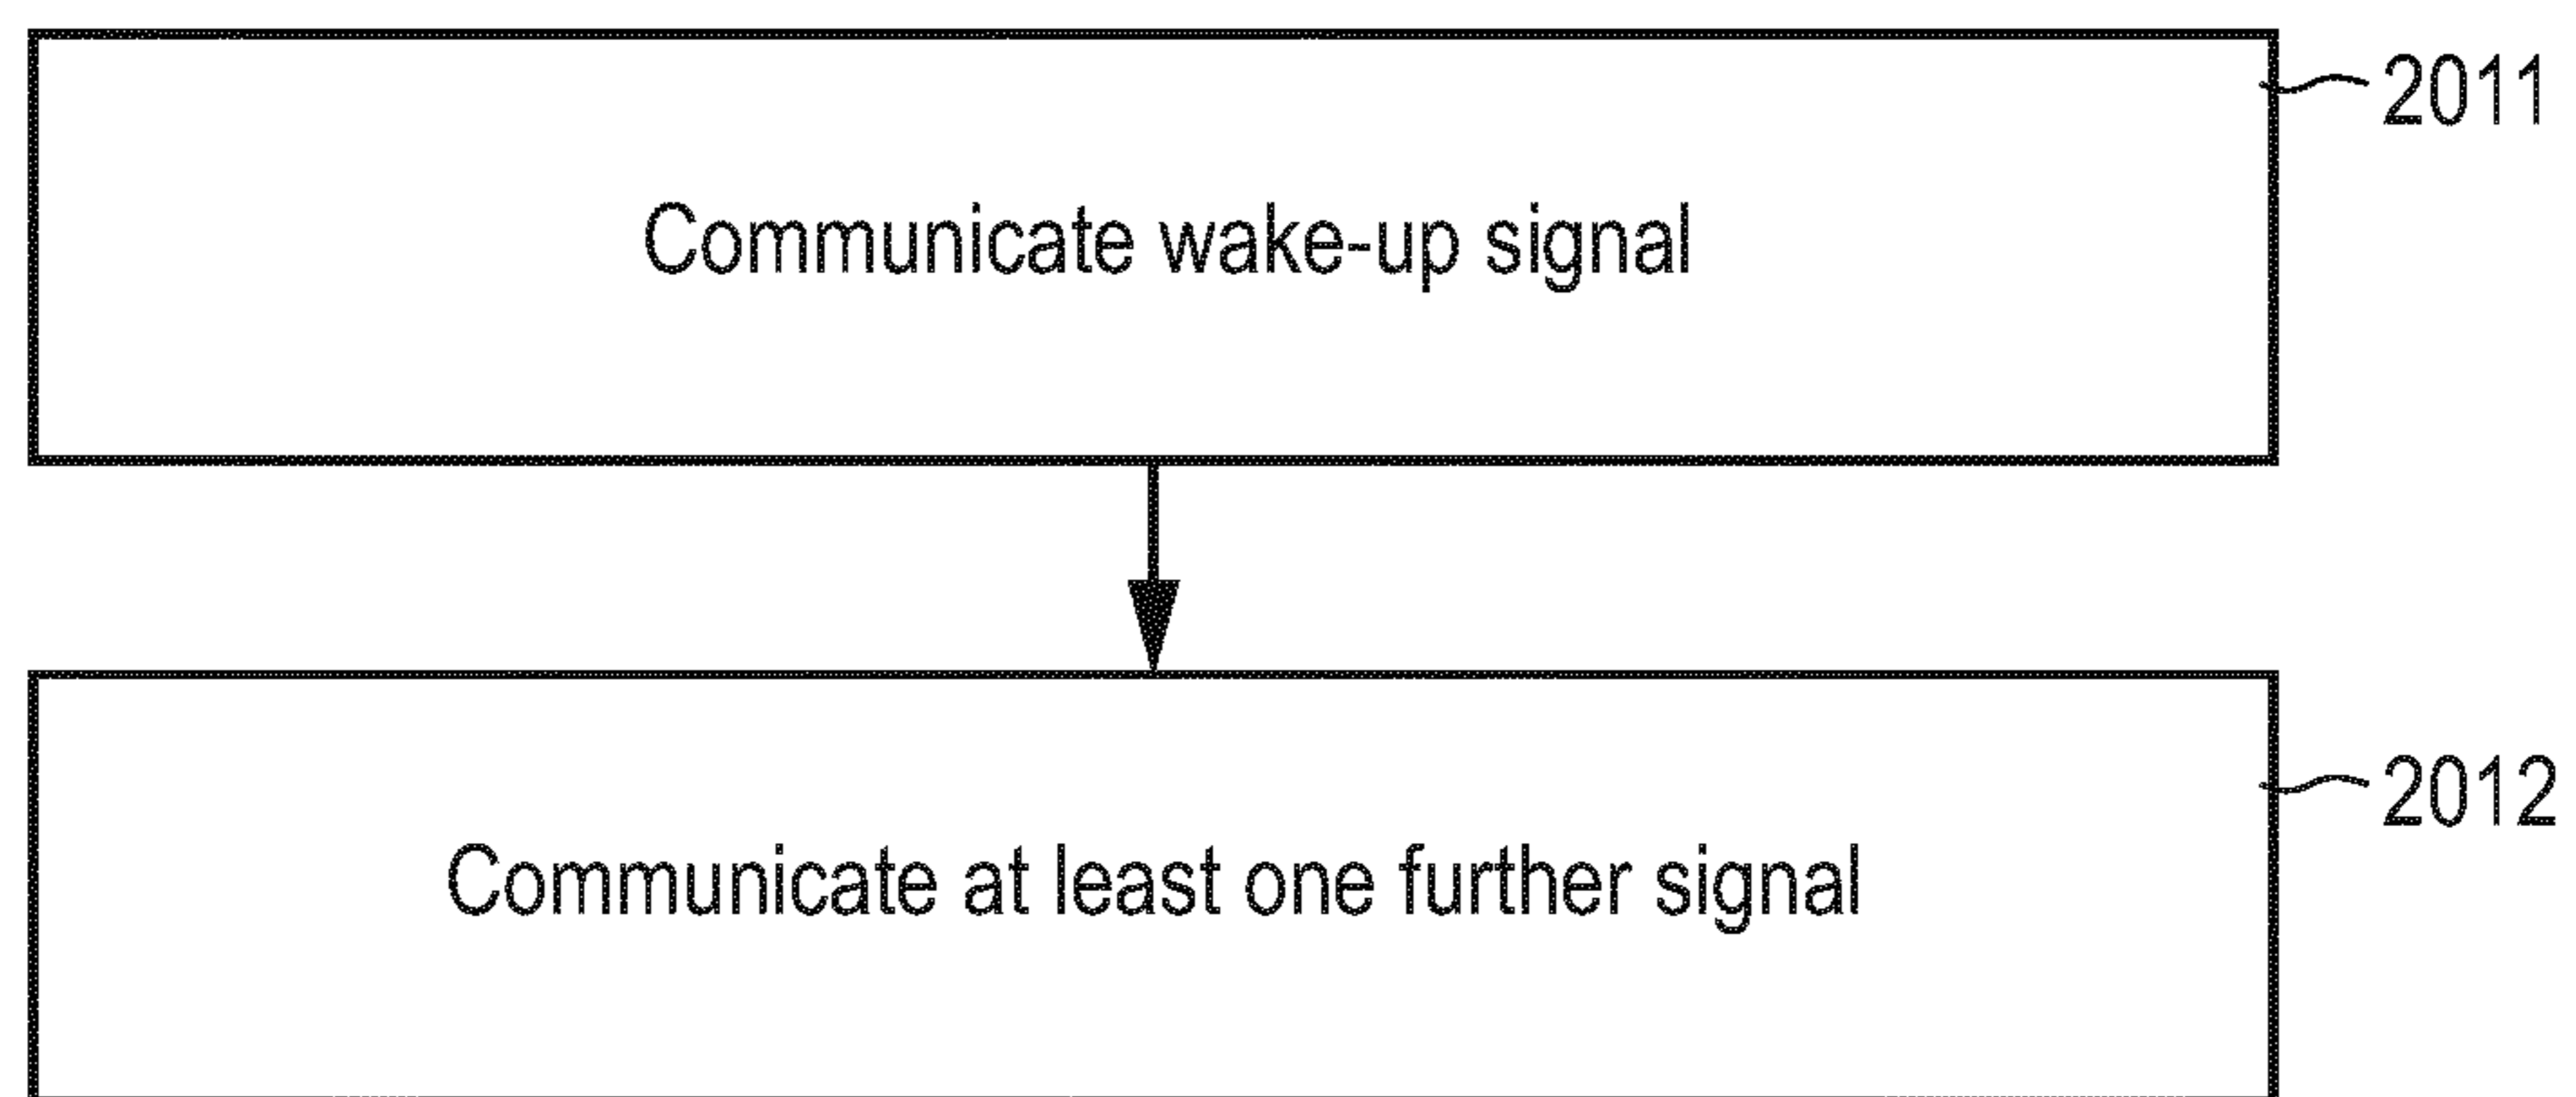 2011
Communicate wake-up signal
2012
Communicate at least one further signal